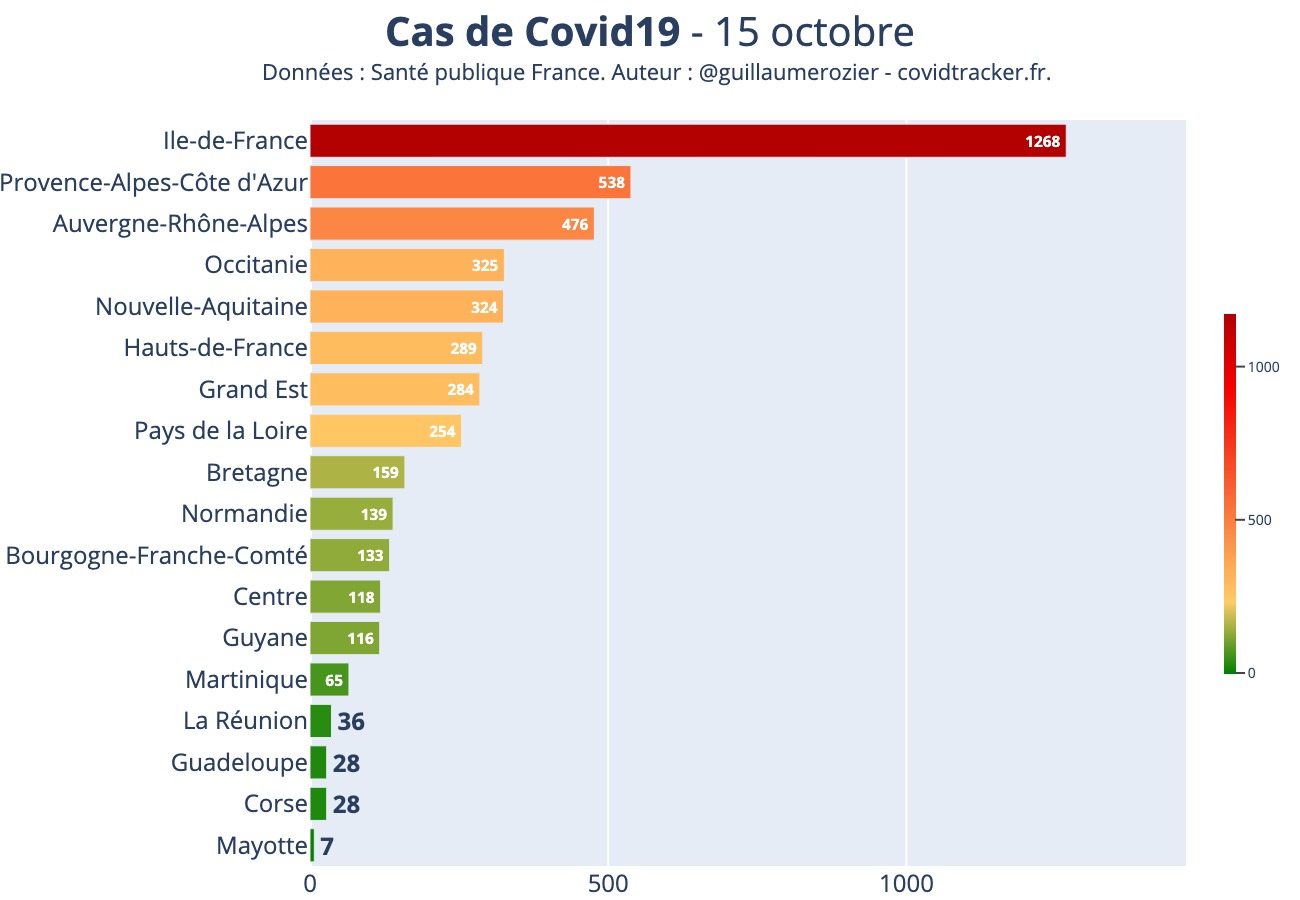 Cas de Covid19 - 15 octobre
Données : Santé publique France. Auteur : @guillaumerozier - covidtracker.fr.
Ile-de-France 1268
Provence-Alpes-Côte d'Azur 538
Auvergne-Rhône-Alpes 476
Occitanie 325
Nouvelle-Aquitaine 324
Hauts-de-France 289
Grand Est 284
Pays de la Loire 254
Bretagne 159
Normandie 139
Bourgogne-Franche-Comté 133
Centre 118
Guyane 116
Martinique 65
La Réunion 36
Guadeloupe 28
Corse 28
Mayotte 7
0 500 1000
1000
500
0